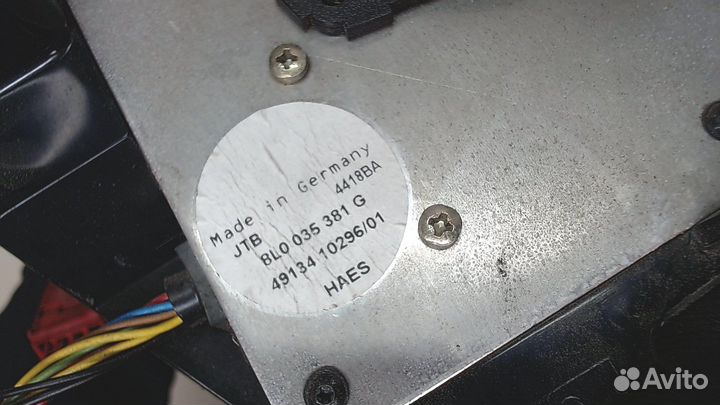 Made in Germany
4418BA
JTB
8L0 035 381 G
49134 10296/01
HAES
Avito